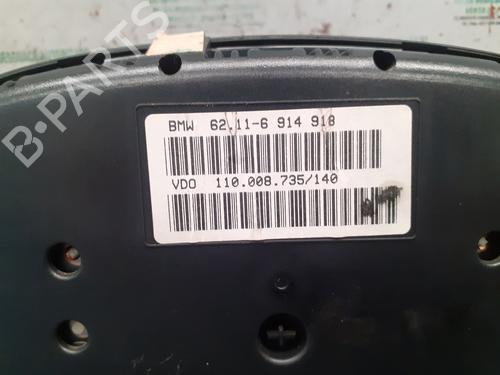 B-PARTS
BMW 62.11-6 914 918
VDO 110.008.735/140